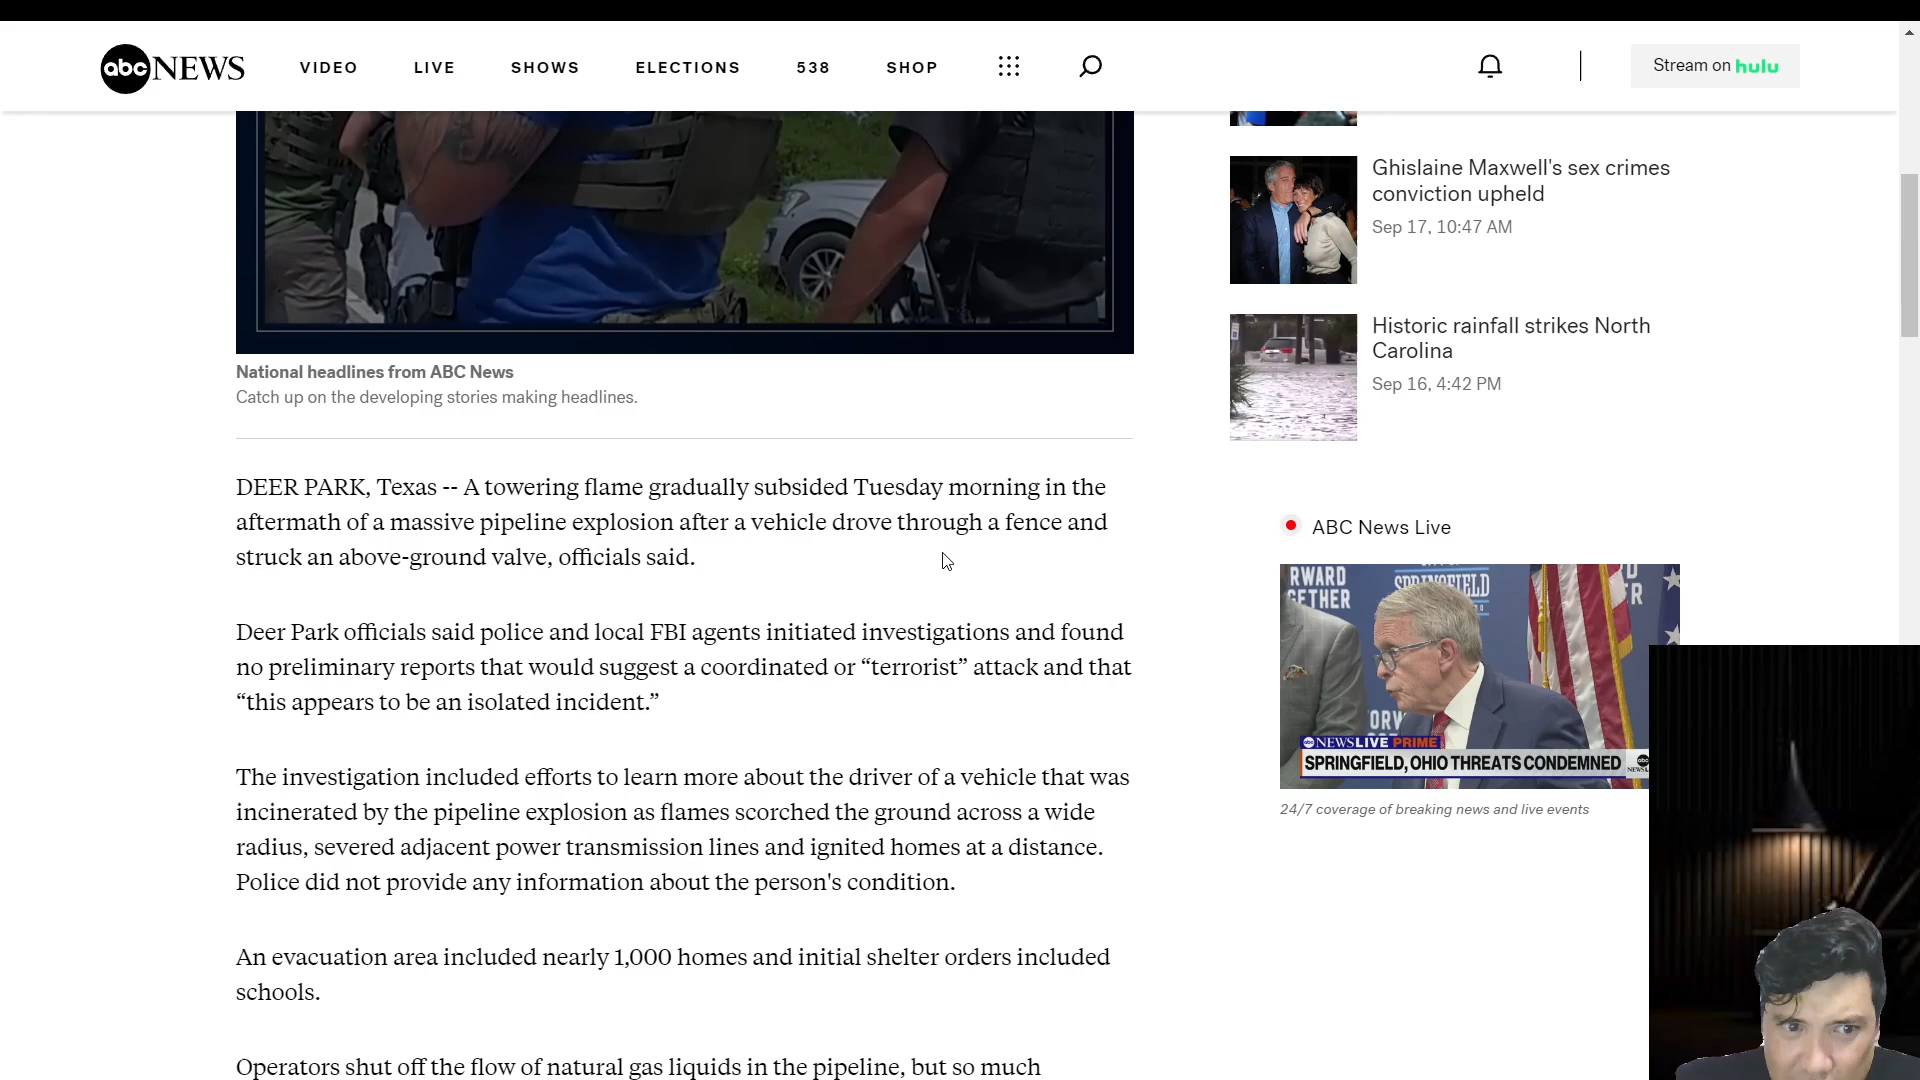 abc NEWS
VIDEO
LIVE
SHOWS
ELECTIONS
538
SHOP
Stream on hulu
Ghislaine Maxwell's sex crimes
conviction upheld
Sep 17, 10:47 AM
Historic rainfall strikes North
Carolina
Sep 16, 4:42 PM
National headlines from ABC News
Catch up on the developing stories making headlines.
DEER PARK, Texas -- A towering flame gradually subsided Tuesday morning in the
aftermath of a massive pipeline explosion after a vehicle drove through a fence and
struck an above-ground valve, officials said.
Deer Park officials said police and local FBI agents initiated investigations and found
no preliminary reports that would suggest a coordinated or “terrorist” attack and that
“this appears to be an isolated incident.”
The investigation included efforts to learn more about the driver of a vehicle that was
incinerated by the pipeline explosion as flames scorched the ground across a wide
radius, severed adjacent power transmission lines and ignited homes at a distance.
Police did not provide any information about the person's condition.
An evacuation area included nearly 1,000 homes and initial shelter orders included
schools.
Operators shut off the flow of natural gas liquids in the pipeline, but so much
ABC News Live
RWARD
GETHER
SPRINGFIELD
NEWSLIVE PRIME
SPRINGFIELD, OHIO THREATS CONDEMNED
24/7 coverage of breaking news and live events